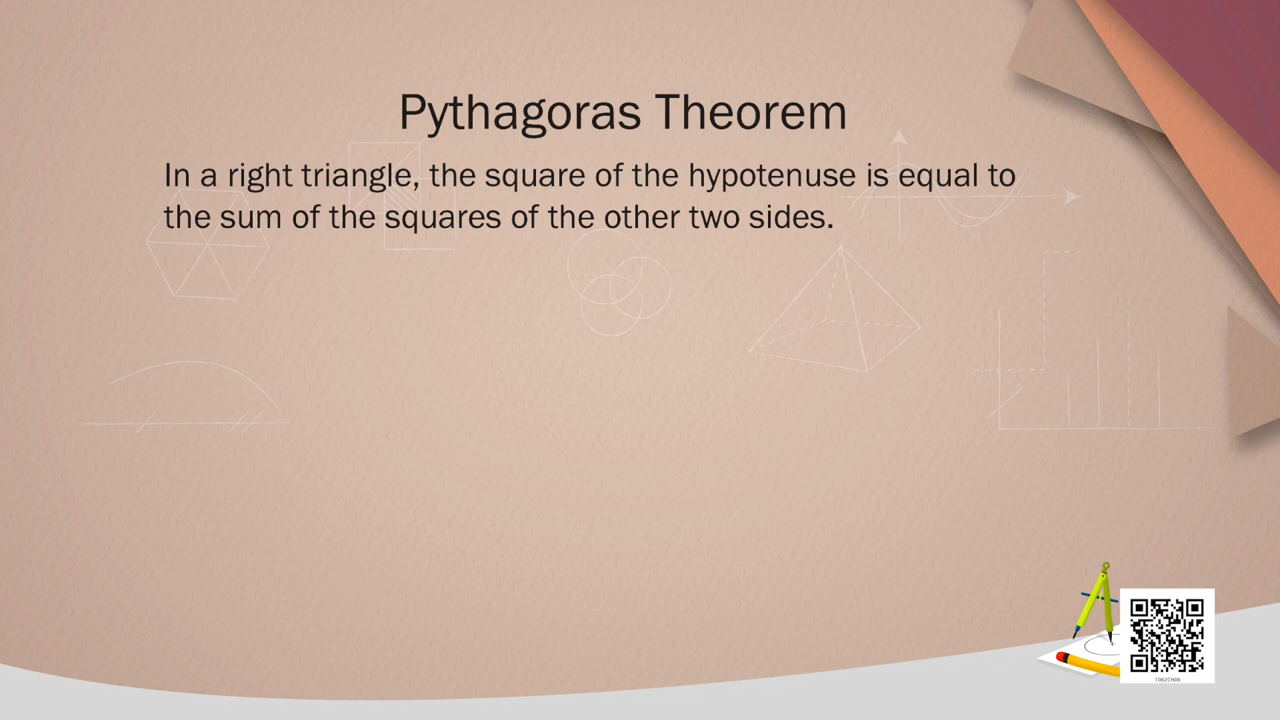 Pythagoras Theorem
In a right triangle, the square of the hypotenuse is equal to
the sum of the squares of the other two sides.
1062CH06